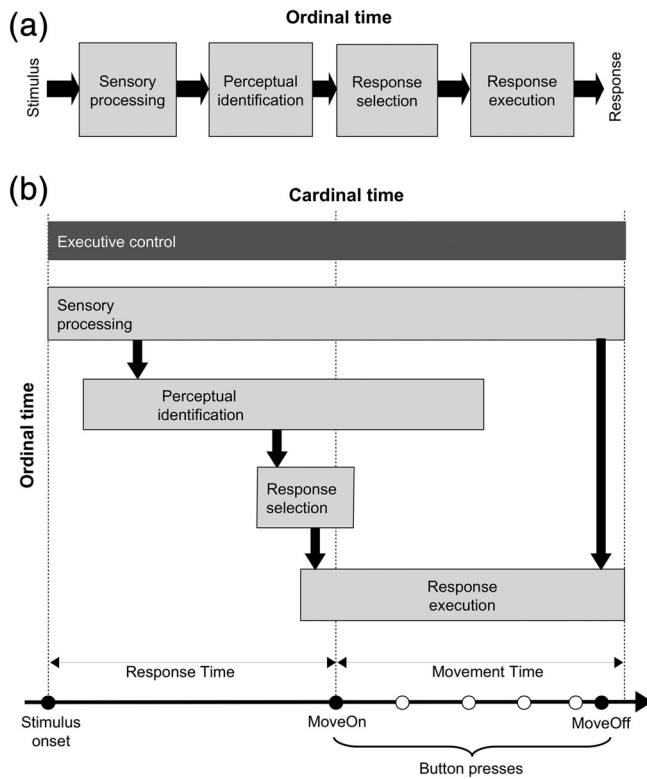 (a)
Ordinal time
Stimulus
Sensory
processing
Perceptual
identification
Response
selection
Response
execution
Response
(b)
Cardinal time
Ordinal time
Executive control
Sensory
processing
Perceptual
identification
Response
selection
Response
execution
Response Time
Movement Time
Stimulus
onset
MoveOn
MoveOff
Button presses